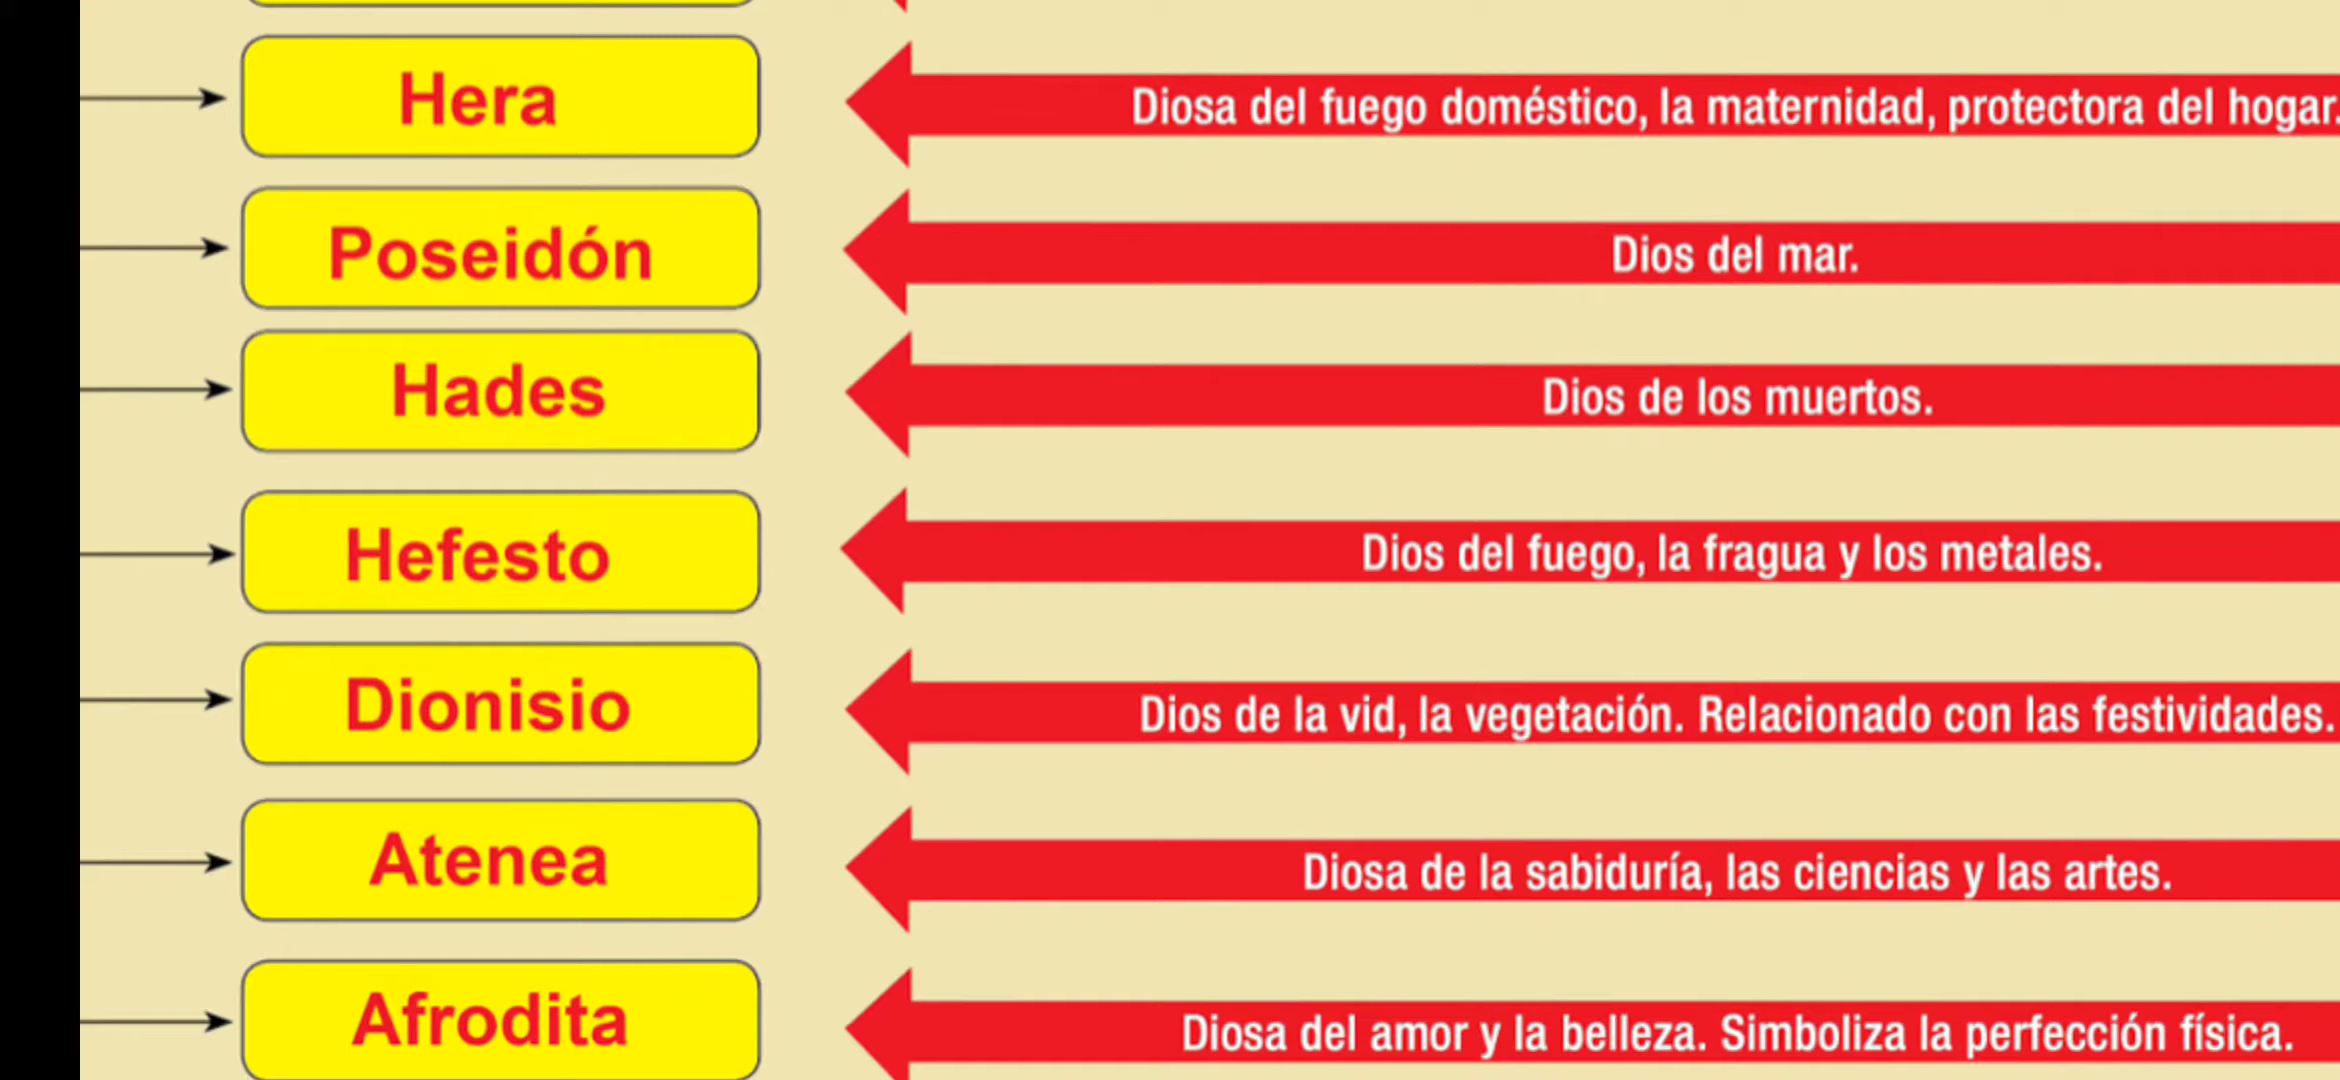 Hera
Diosa del fuego doméstico, la maternidad, protectora del hogar.
Poseidón
Dios del mar.
Hades
Dios de los muertos.
Hefesto
Dios del fuego, la fragua y los metales.
Dionisio
Dios de la vid, la vegetación. Relacionado con las festividades.
Atenea
Diosa de la sabiduría, las ciencias y las artes.
Afrodita
Diosa del amor y la belleza. Simboliza la perfección física.